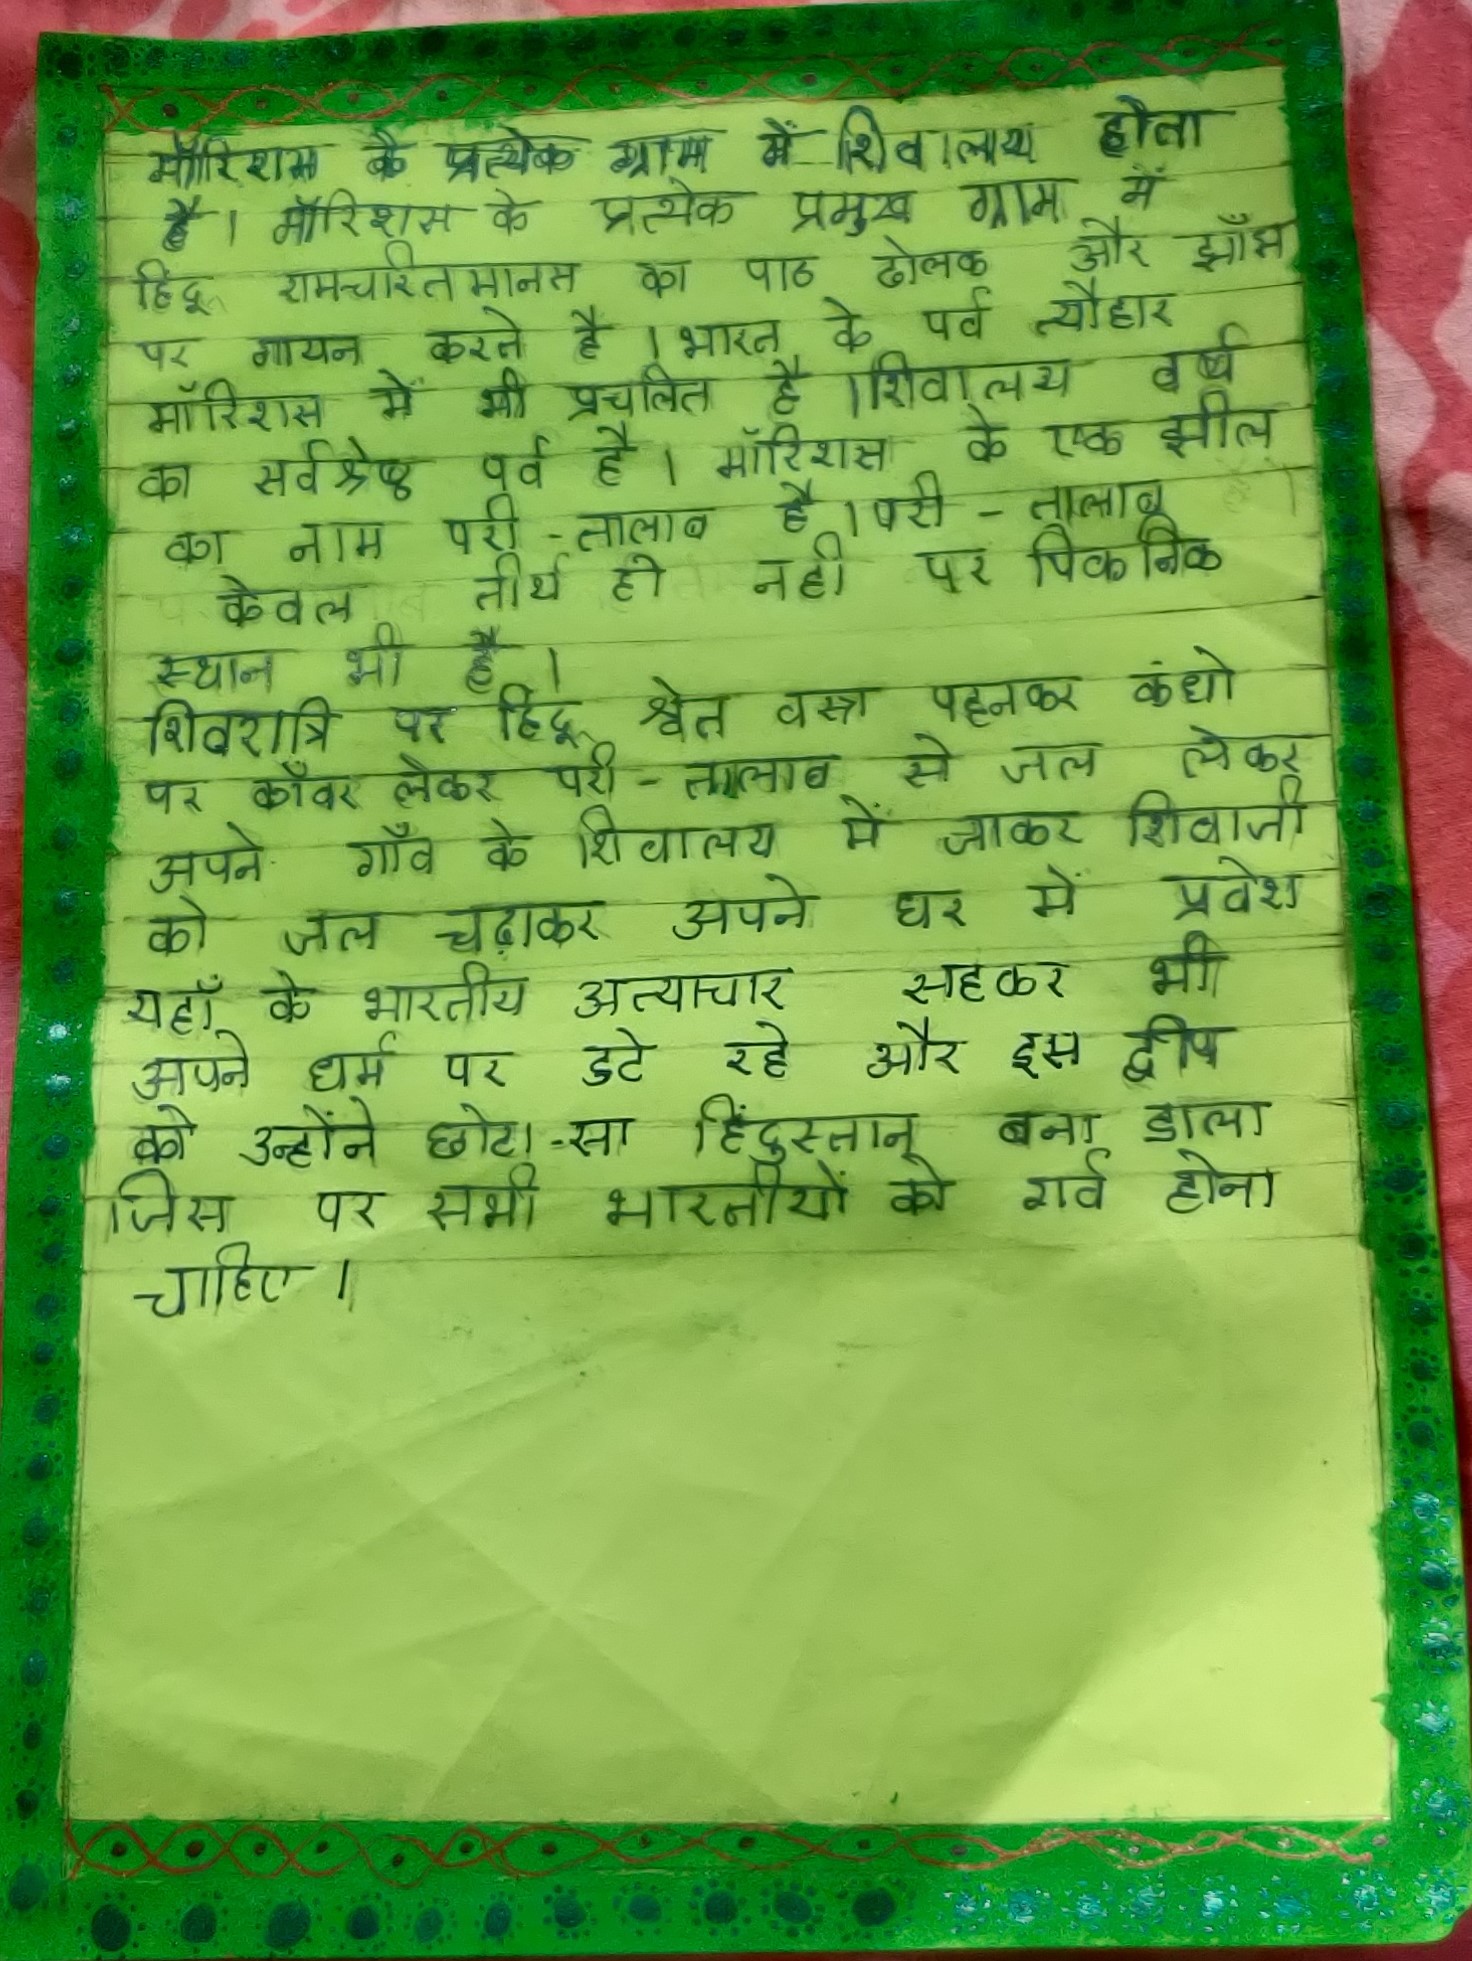 मॉरिशस के प्रत्येक ग्राम में शिवालय होता
है। मॉरिशस के प्रत्येक प्रमुख ग्राम में
हिंदू रामचरितमानस का पाठ ढोलक और झाँझ
पर गायन करते है। भारत के पर्व त्यौहार
मॉरिशस में भी प्रचलित है। शिवालय वर्ष
का सर्वश्रेष्ठ पर्व है। मॉरिशस के एक झील
का नाम परी - तालाब है। परी - तालाब
केवल तीर्थ ही नही पर पिकनिक
स्थान भी है।
शिवरात्रि पर हिंदू श्वेत वस्त्र पहनकर कंधो
पर काँवर लेकर परी - तालाब से जल लेकर
अपने गाँव के शिवालय में जाकर शिवाजी
को जल चढ़ाकर अपने घर में प्रवेश
यहाँ के भारतीय अत्याचार सहकर भी
अपने धर्म पर डटे रहे और इस द्वीप
को उन्होंने छोटा-सा हिंदुस्तान बना डाला
जिस पर सभी भारतीयों को गर्व होना
चाहिए।